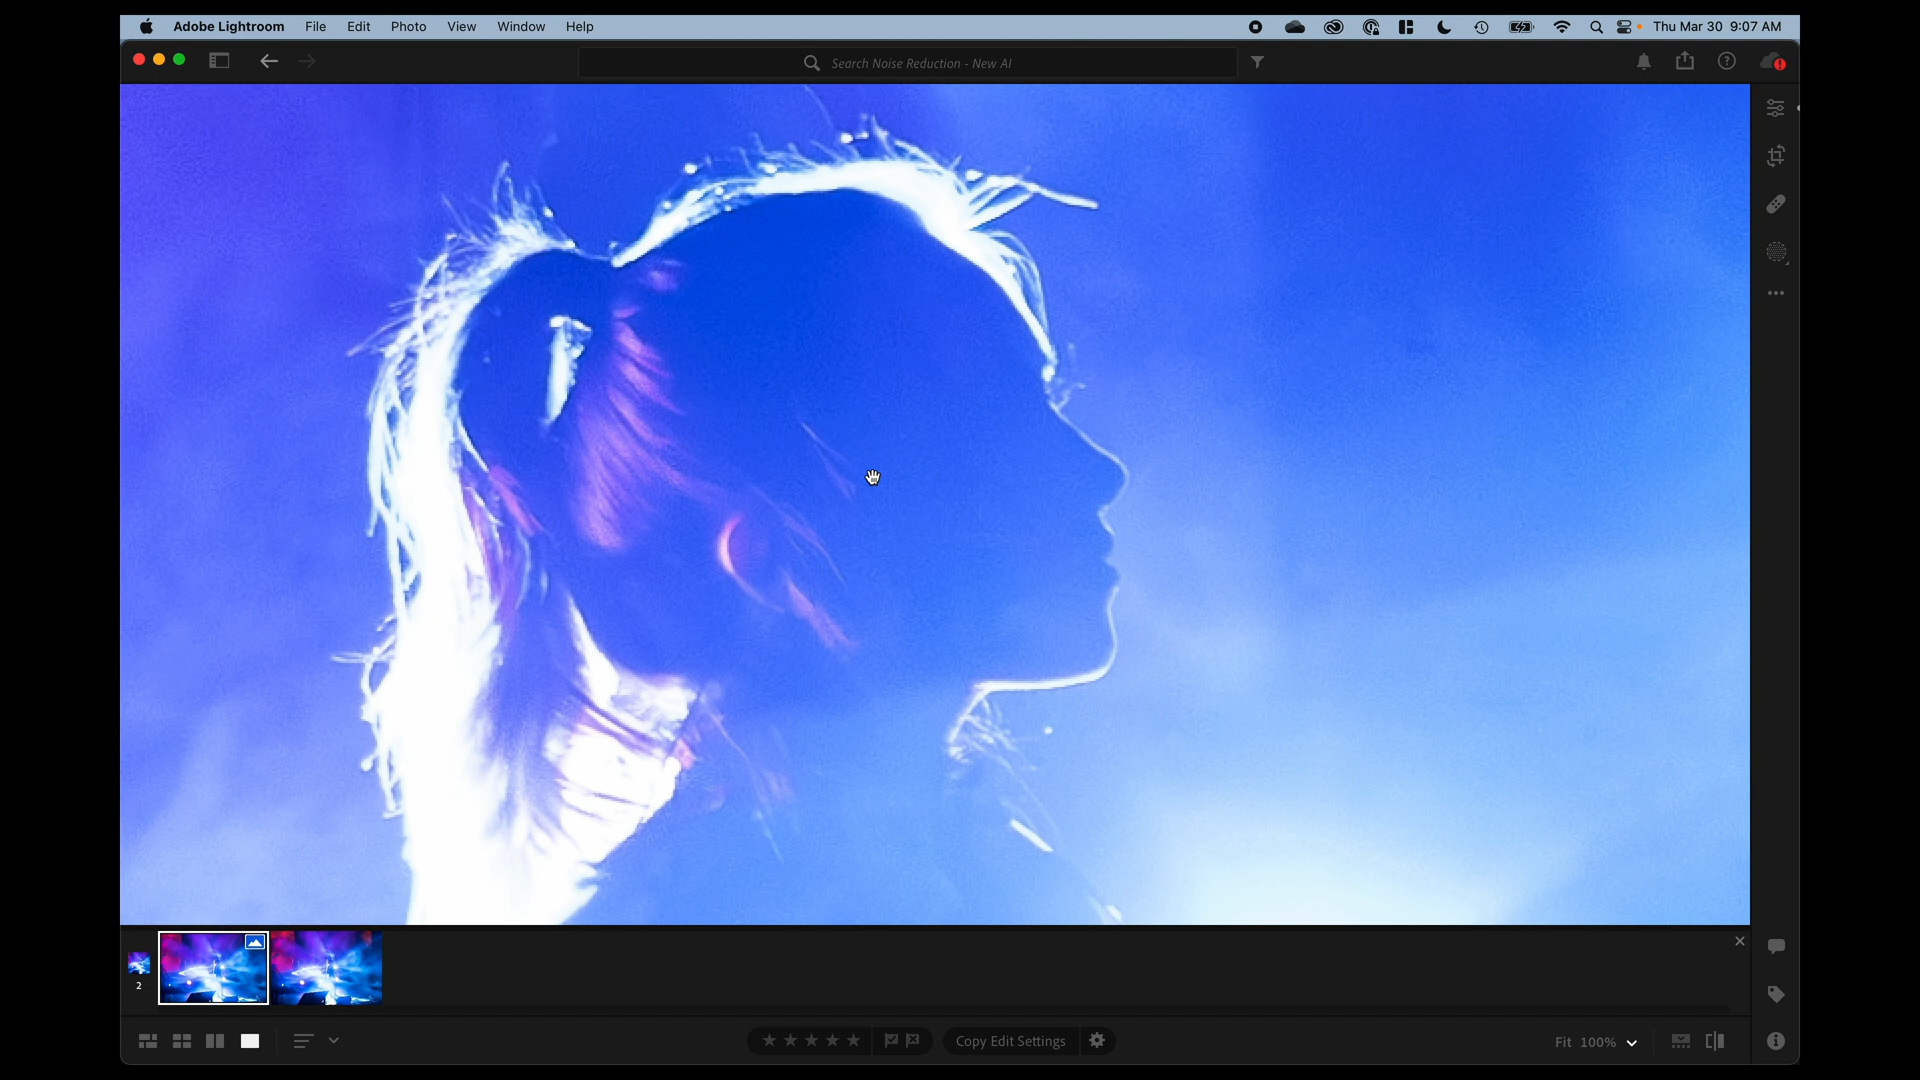 Adobe Lightroom File Edit Photo View Window Help Thu Mar 30 9:07 AM
Search Noise Reduction - New AI
2
Copy Edit Settings
Fit 100%